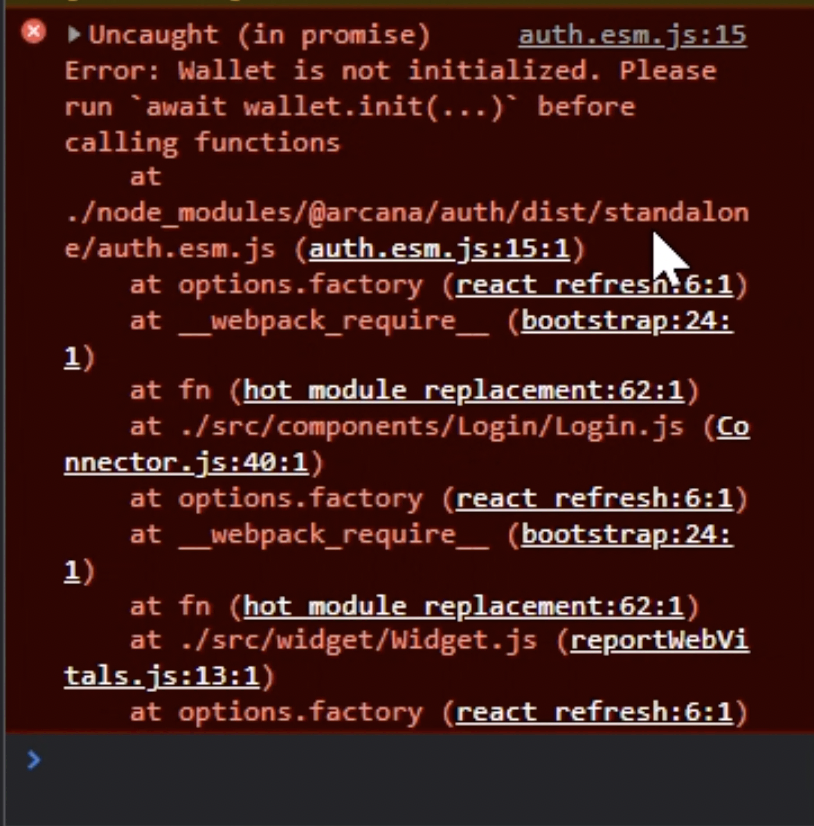 Uncaught (in promise) auth.esm.js:15
Error: Wallet is not initialized. Please
run `await wallet.init(...)` before
calling functions
at
./node_modules/@arcana/auth/dist/standalon
e/auth.esm.js (auth.esm.js:15:1)
at options.factory (react refresh:6:1)
at __webpack_require__ (bootstrap:24:
1)
at fn (hot module replacement:62:1)
at ./src/components/Login/Login.js (Co
nnector.js:40:1)
at options.factory (react refresh:6:1)
at __webpack_require__ (bootstrap:24:
1)
at fn (hot module replacement:62:1)
at ./src/widget/Widget.js (reportWebVi
tals.js:13:1)
at options.factory (react refresh:6:1)